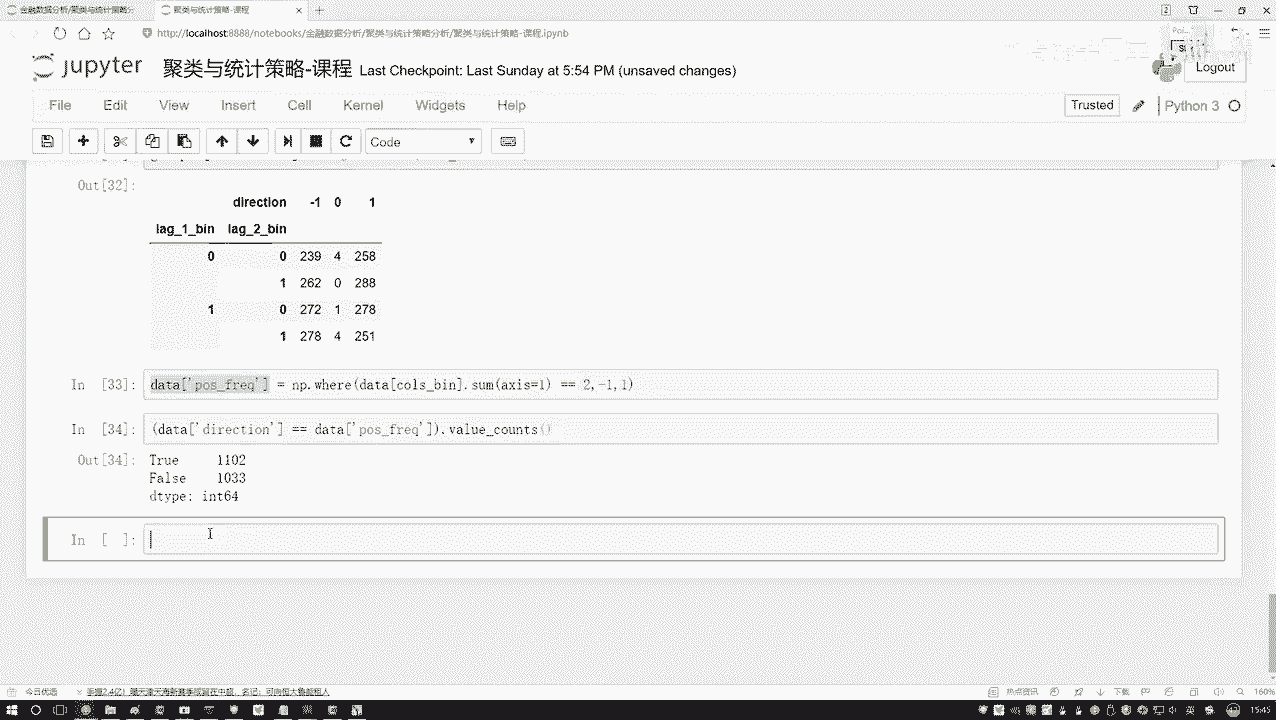 金融数据分析/聚类与统计策略分
聚类与统计策略-课程
http://localhost:8888/notebooks/金融数据分析/聚类与统计策略分析/聚类与统计策略-课程.ipynb
jupyter 聚类与统计策略-课程 Last Checkpoint: Last Sunday at 5:54 PM (unsaved changes)
Logout
File Edit View Insert Cell Kernel Widgets Help
Trusted Python 3
Code
Out[32]:
direction -1 0 1
lag_1_bin lag_2_bin
0 0 239 4 258
1 262 0 288
1 0 272 1 278
1 278 4 251
In [33]: data['pos_freq'] = np.where(data[cols_bin].sum(axis=1) == 2,-1,1)
In [34]: (data['direction'] == data['pos_freq']).value_counts()
Out[34]: True 1102
False 1033
dtype: int64
In [ ]:
今日优选
热点资讯 下载 160%
15:45